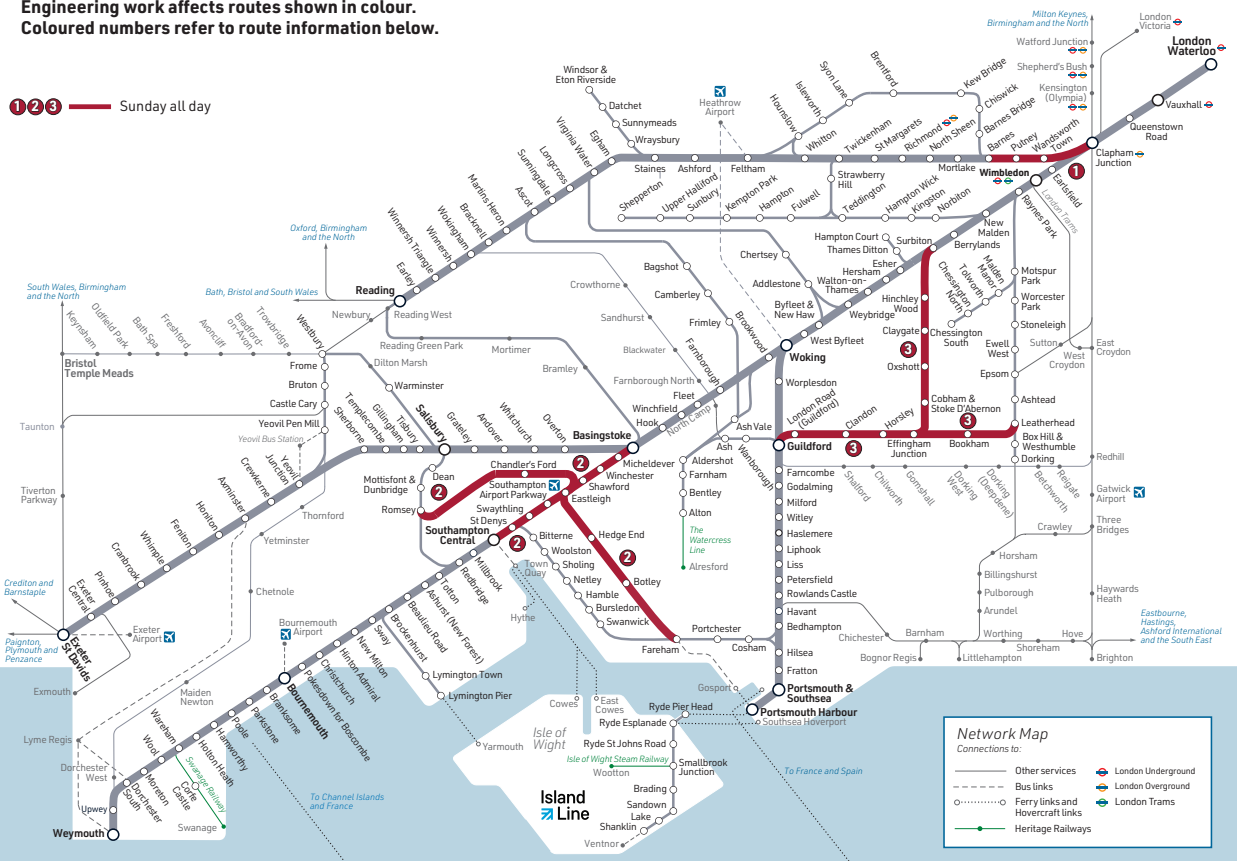 Engineering work affects routes shown in colour.
Coloured numbers refer to route information below.
1 2 3 Sunday all day
Milton Keynes,
Birmingham and the North
London
Victoria
Watford Junction
London
Waterloo
Shepherd's Bush
Kensington
(Olympia)
Vauxhall
Queenstown
Road
Clapham
Junction
1
Windsor &
Eton Riverside
Datchet
Sunnymeads
Wraysbury
Heathrow
Airport
Hounslow
Isleworth
Syon Lane
Brentford
Kew Bridge
Chiswick
Barnes Bridge
Virginia Water
Egham
Staines
Ashford
Feltham
Whitton
Twickenham
St Margarets
Richmond
North Sheen
Mortlake
Barnes
Putney
Wandsworth
Town
Wimbledon
Earlsfield
London Trams
Raynes Park
Strawberry
Hill
Shepperton
Upper Halliford
Sunbury
Kempton Park
Hampton
Fulwell
Teddington
Hampton Wick
Kingston
Norbiton
New
Malden
Berrylands
Longcross
Sunningdale
Ascot
Martins Heron
Bracknell
Wokingham
Winnersh
Winnersh Triangle
Earley
Reading
Oxford, Birmingham
and the North
Bath, Bristol and South Wales
South Wales, Birmingham
and the North
Hampton Court
Thames Ditton
Surbiton
Esher
Hersham
Walton-on-
Thames
Weybridge
Chertsey
Addlestone
Byfleet &
New Haw
West Byfleet
Woking
Bagshot
Camberley
Frimley
Brookwood
Crowthorne
Sandhurst
Blackwater
Farnborough North
Farnborough
North Camp
Fleet
Winchfield
Hook
Ash Vale
Ash
Wanborough
Aldershot
Farnham
Bentley
Alton
The
Watercress
Line
Alresford
Malden
Manor
Tolworth
Chessington
North
Chessington
South
Motspur
Park
Worcester
Park
Stoneleigh
Ewell
West
Sutton
West
Croydon
East
Croydon
Epsom
Ashtead
Leatherhead
Box Hill &
Westhumble
Dorking
Hinchley
Wood
Claygate
3
Oxshott
Cobham &
Stoke D'Abernon
Worplesdon
London Road
(Guildford)
Clandon
3
Horsley
Effingham
Junction
3
Bookham
Guildford
Keynsham
Oldfield Park
Bath Spa
Freshford
Avoncliff
Bradford-
on-Avon
Trowbridge
Westbury
Bristol
Temple Meads
Newbury
Reading West
Reading Green Park
Mortimer
Bramley
Dilton Marsh
Warminster
Frome
Bruton
Castle Cary
Yeovil Pen Mill
Yeovil Bus Station
Taunton
Tiverton
Parkway
Sherborne
Templecombe
Gillingham
Tisbury
Salisbury
Grateley
Andover
Whitchurch
Overton
Basingstoke
Yeovil
Junction
Crewkerne
Axminster
Honiton
Feniton
Whimple
Cranbrook
Pinhoe
Exeter
Central
Exeter
St Davids
Exeter
Airport
Exmouth
Crediton and
Barnstaple
Paignton,
Plymouth and
Penzance
Thornford
Yetminster
Chetnole
Maiden
Newton
Lyme Regis
Dorchester
West
Dean
Mottisfont &
Dunbridge
Romsey
2
Chandler's Ford
2
Southampton
Airport Parkway
Micheldever
Winchester
Shawford
Eastleigh
Swaythling
St Denys
2
Southampton
Central
Hedge End
2
Botley
Bitterne
Woolston
Sholing
Netley
Hamble
Bursledon
Swanwick
Fareham
Portchester
Cosham
Town
Quay
Hythe
Millbrook
Redbridge
Totton
Ashurst (New Forest)
Beaulieu Road
Brockenhurst
Sway
New Milton
Hinton Admiral
Christchurch
Pokesdown for Boscombe
Bournemouth
Bournemouth
Airport
Lymington Town
Lymington Pier
Branksome
Parkstone
Poole
Hamworthy
Holton Heath
Wareham
Wool
Moreton
Dorchester
South
Upwey
Weymouth
Swanage Railway
Corfe
Castle
Swanage
To Channel Islands
and France
Farncombe
Godalming
Milford
Witley
Haslemere
Liphook
Liss
Petersfield
Rowlands Castle
Havant
Bedhampton
Hilsea
Fratton
Portsmouth &
Southsea
Portsmouth Harbour
Southsea Hoverport
Gosport
Shalford
Chilworth
Gomshall
Dorking
West
Dorking
(Deepdene)
Betchworth
Reigate
Redhill
Gatwick
Airport
Three
Bridges
Crawley
Horsham
Billingshurst
Pulborough
Arundel
Haywards
Heath
Chichester
Barnham
Bognor Regis
Littlehampton
Worthing
Shoreham
Hove
Brighton
Eastbourne,
Hastings,
Ashford International
and the South East
Cowes
East
Cowes
Yarmouth
Isle of
Wight
Ryde Pier Head
Ryde Esplanade
Ryde St Johns Road
Isle of Wight Steam Railway
Wootton
Smallbrook
Junction
Brading
Sandown
Lake
Shanklin
Ventnor
Island
Line
To France and Spain
Network Map
Connections to:
Other services
Bus links
Ferry links and
Hovercraft links
Heritage Railways
London Underground
London Overground
London Trams